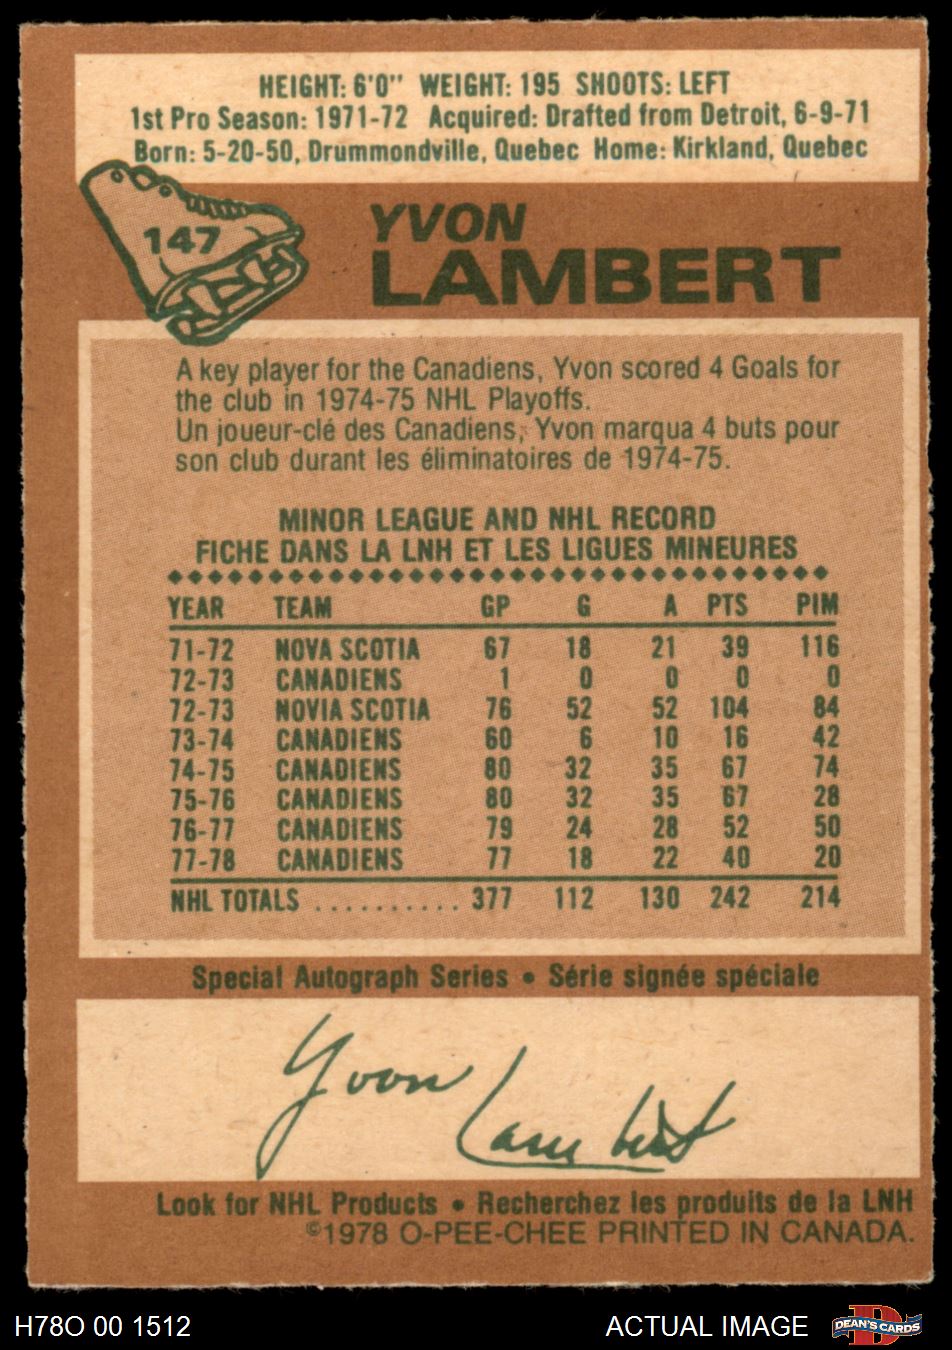 HEIGHT: 6'0" WEIGHT: 195 SHOOTS: LEFT
1st Pro Season: 1971-72 Acquired: Drafted from Detroit, 6-9-71
Born: 5-20-50, Drummondville, Quebec Home: Kirkland, Quebec
147
YVON
LAMBERT
A key player for the Canadiens, Yvon scored 4 Goals for
the club in 1974-75 NHL Playoffs.
Un joueur-clé des Canadiens, Yvon marqua 4 buts pour
son club durant les éliminatoires de 1974-75.
MINOR LEAGUE AND NHL RECORD
FICHE DANS LA LNH ET LES LIGUES MINEURES
YEAR TEAM GP G A PTS PIM
71-72 NOVA SCOTIA 67 18 21 39 116
72-73 CANADIENS 1 0 0 0 0
72-73 NOVIA SCOTIA 76 52 52 104 84
73-74 CANADIENS 60 6 10 16 42
74-75 CANADIENS 80 32 35 67 74
75-76 CANADIENS 80 32 35 67 28
76-77 CANADIENS 79 24 28 52 50
77-78 CANADIENS 77 18 22 40 20
NHL TOTALS .......... 377 112 130 242 214
Special Autograph Series • Série signée spéciale
Yvon Lambert
Look for NHL Products • Recherchez les produits de la LNH
©1978 O-PEE-CHEE PRINTED IN CANADA.
H78O 00 1512 ACTUAL IMAGE DEAN'S CARDS